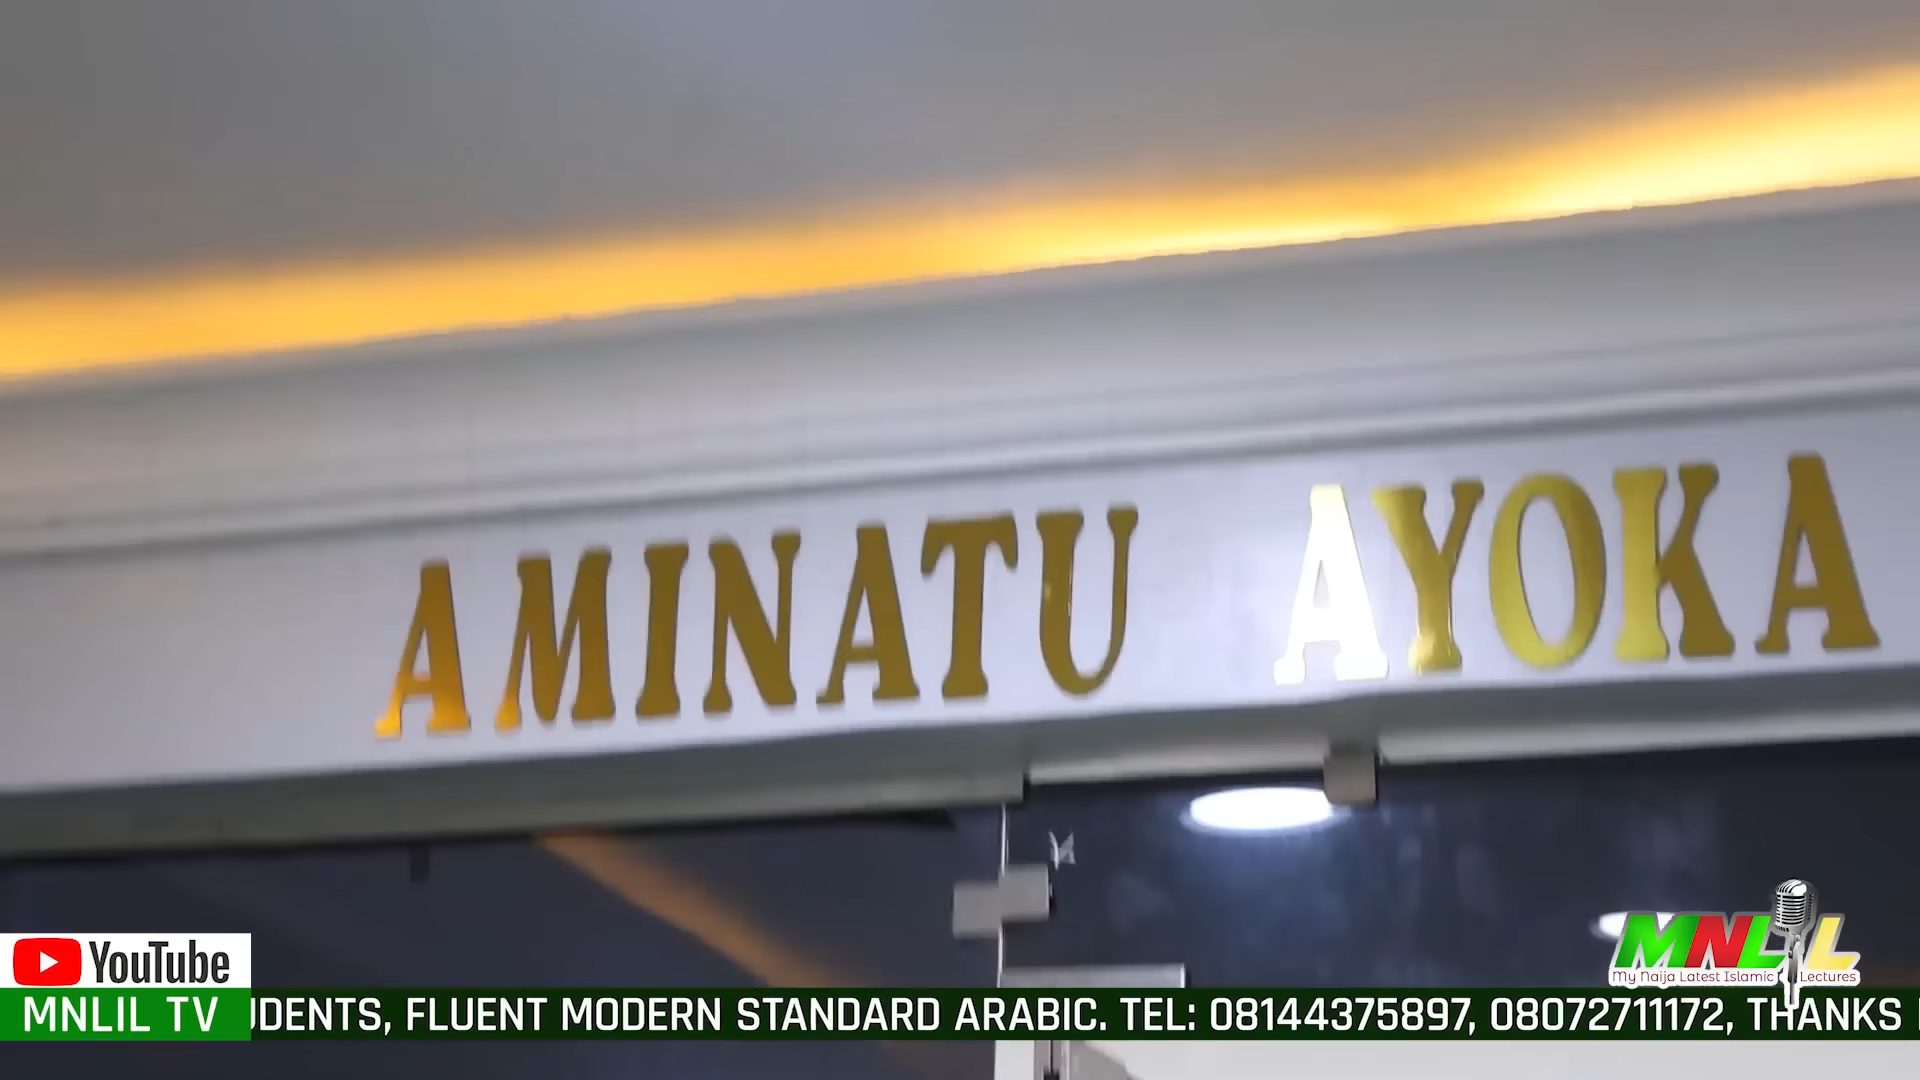 AMINATU AYOKA
YouTube
MNLIL
My Naija Latest Islamic Lectures
MNLIL TV
UDENTS, FLUENT MODERN STANDARD ARABIC. TEL: 08144375897, 08072711172, THANKS